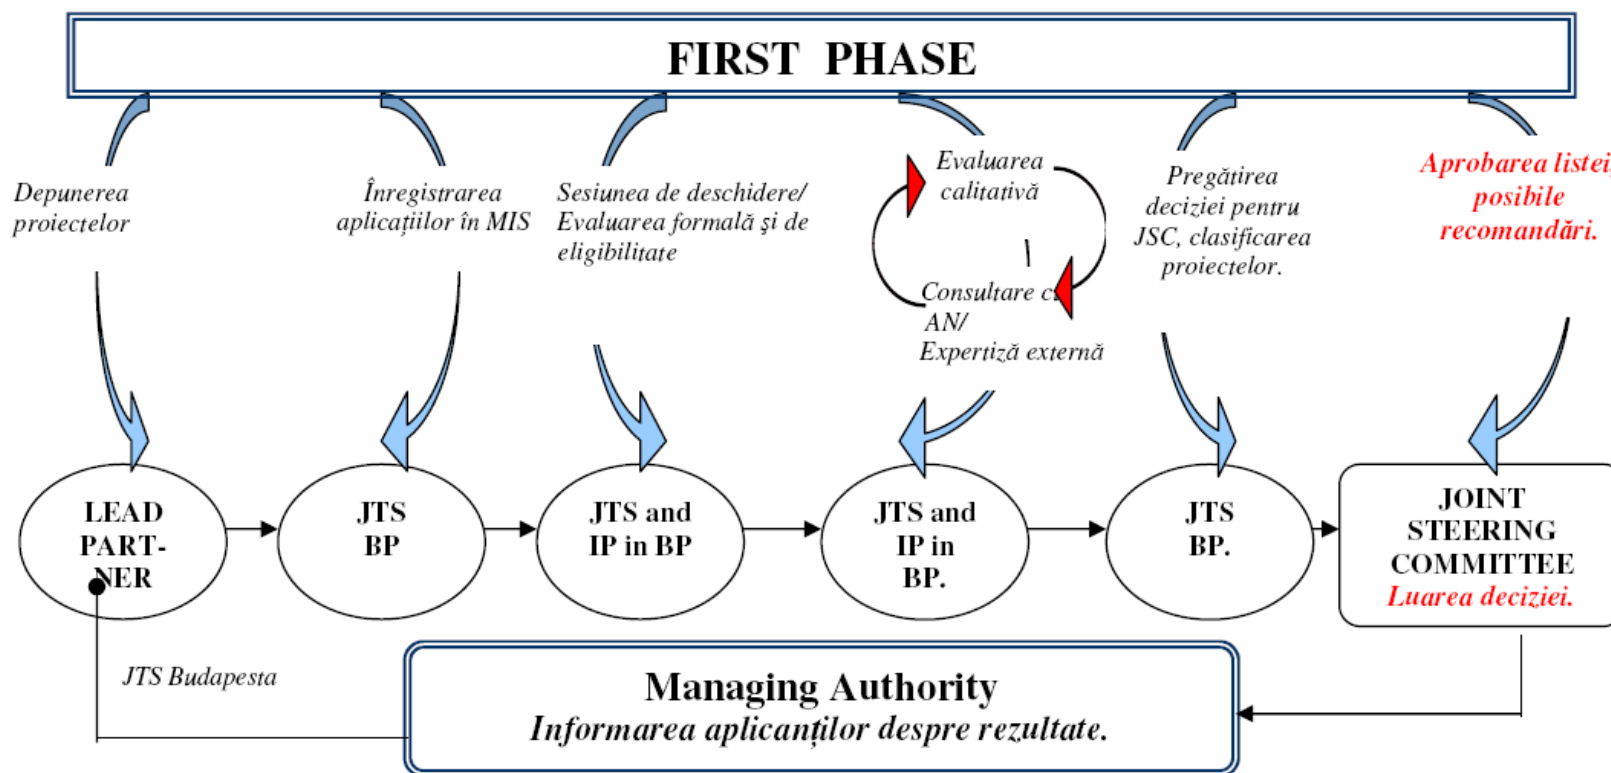 FIRST PHASE
Depunerea
proiectelor
Înregistrarea
aplicațiilor în MIS
Sesiunea de deschidere/
Evaluarea formală şi de
eligibilitate
Evaluarea
calitativă
Consultare c
AN/
Expertiză externă
Pregătirea
deciziei pentru
JSC, clasificarea
proiectelor.
Aprobarea listei,
posibile
recomandări.
LEAD
PART-
NER
JTS
BP
JTS and
IP in BP
JTS and
IP in
BP.
JTS
BP.
JOINT
STEERING
COMMITTEE
Luarea deciziei.
JTS Budapesta
Managing Authority
Informarea aplicanților despre rezultate.